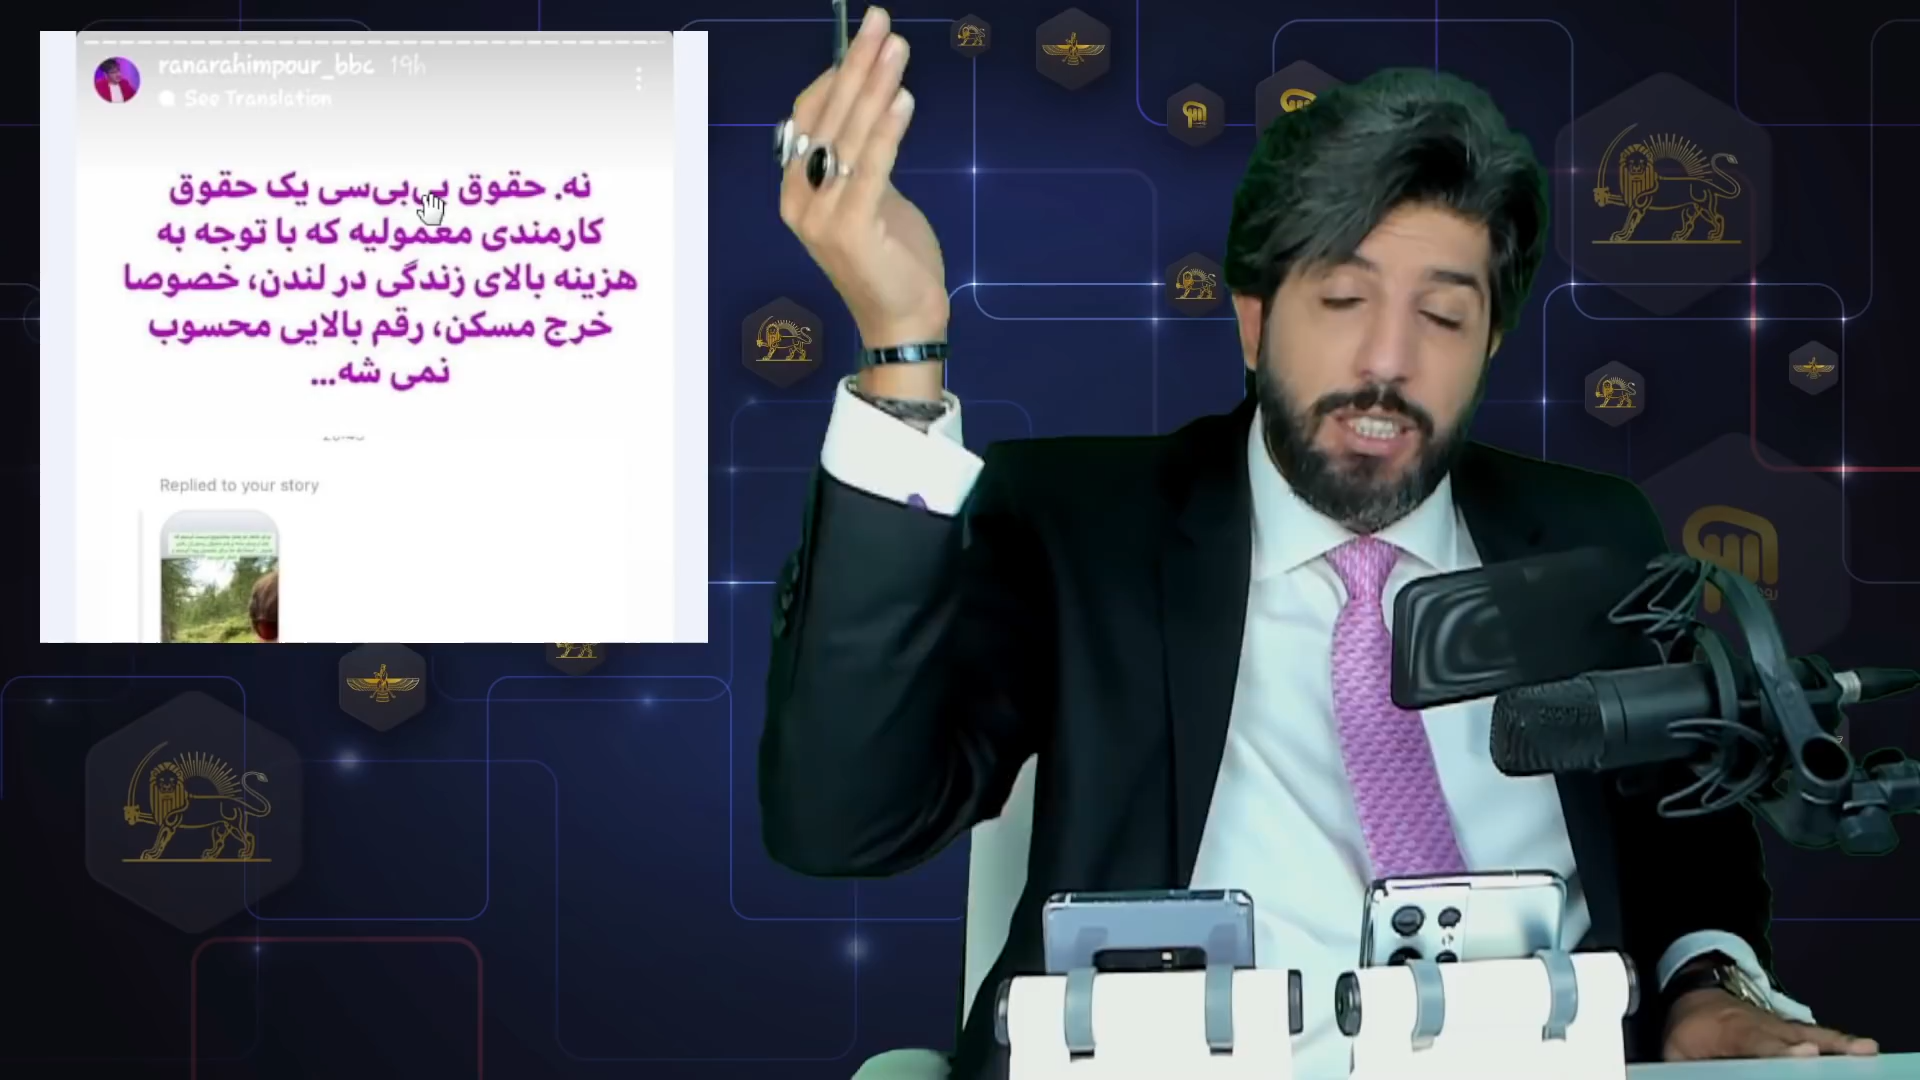 ranarahimpour_bbc 19h
See Translation
نه. حقوق بی‌بی‌سی یک حقوق
کارمندی معمولیه که با توجه به
هزینه بالای زندگی در لندن، خصوصا
خرج مسکن، رقم بالایی محسوب
نمی شه...
Replied to your story